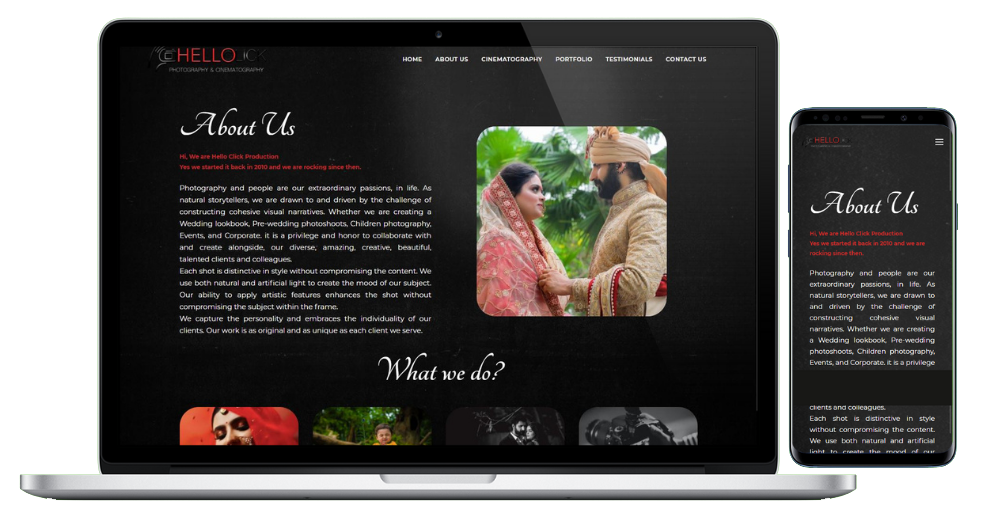 HELLO CLICK
PHOTOGRAPHY & CINEMATOGRAPHY
HOME ABOUT US CINEMATOGRAPHY PORTFOLIO TESTIMONIALS CONTACT US
About Us
Hi, We are Hello Click Production
Yes we started it back in 2010 and we are rocking since then.
Photography and people are our extraordinary passions, in life. As
natural storytellers, we are drawn to and driven by the challenge of
constructing cohesive visual narratives. Whether we are creating a
Wedding lookbook, Pre-wedding photoshoots, Children photography,
Events, and Corporate. it is a privilege and honor to collaborate with
and create alongside, our diverse, amazing, creative, beautiful,
talented clients and colleagues.
Each shot is distinctive in style without compromising the content. We
use both natural and artificial light to create the mood of our subject.
Our ability to apply artistic features enhances the shot without
compromising the subject within the frame.
We capture the personality and embraces the individuality of our
clients. Our work is as original and as unique as each client we serve.
What we do?
HELLO
About Us
Hi, We are Hello Click Production
Yes we started it back in 2010 and we are
rocking since then.
Photography and people are our
extraordinary passions, in life. As
natural storytellers, we are drawn to
and driven by the challenge of
constructing cohesive visual
narratives. Whether we are creating
a Wedding lookbook, Pre-wedding
photoshoots, Children photography,
Events, and Corporate. it is a privilege
clients and colleagues.
Each shot is distinctive in style
without compromising the content.
We use both natural and artificial
light to create the mood of our